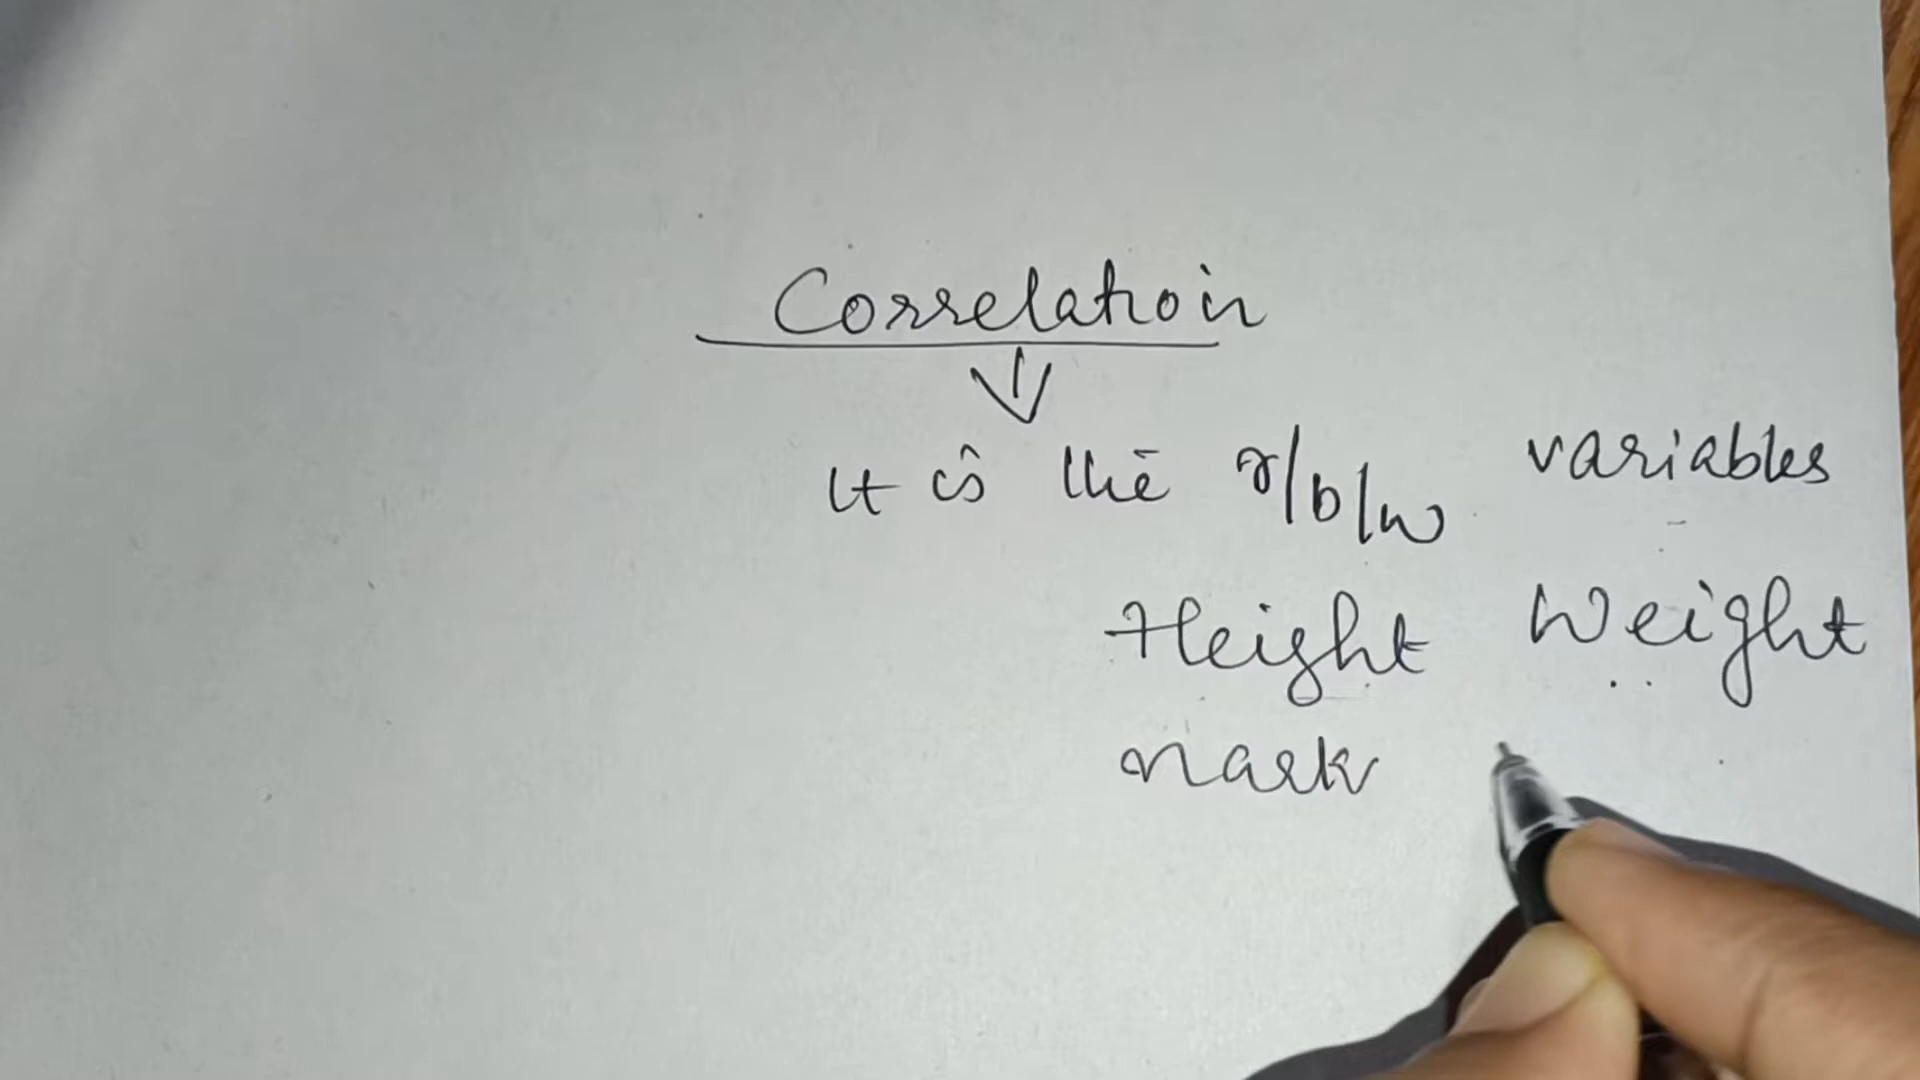 Correlation
It is the r/b/w variables
Height Weight
Mark